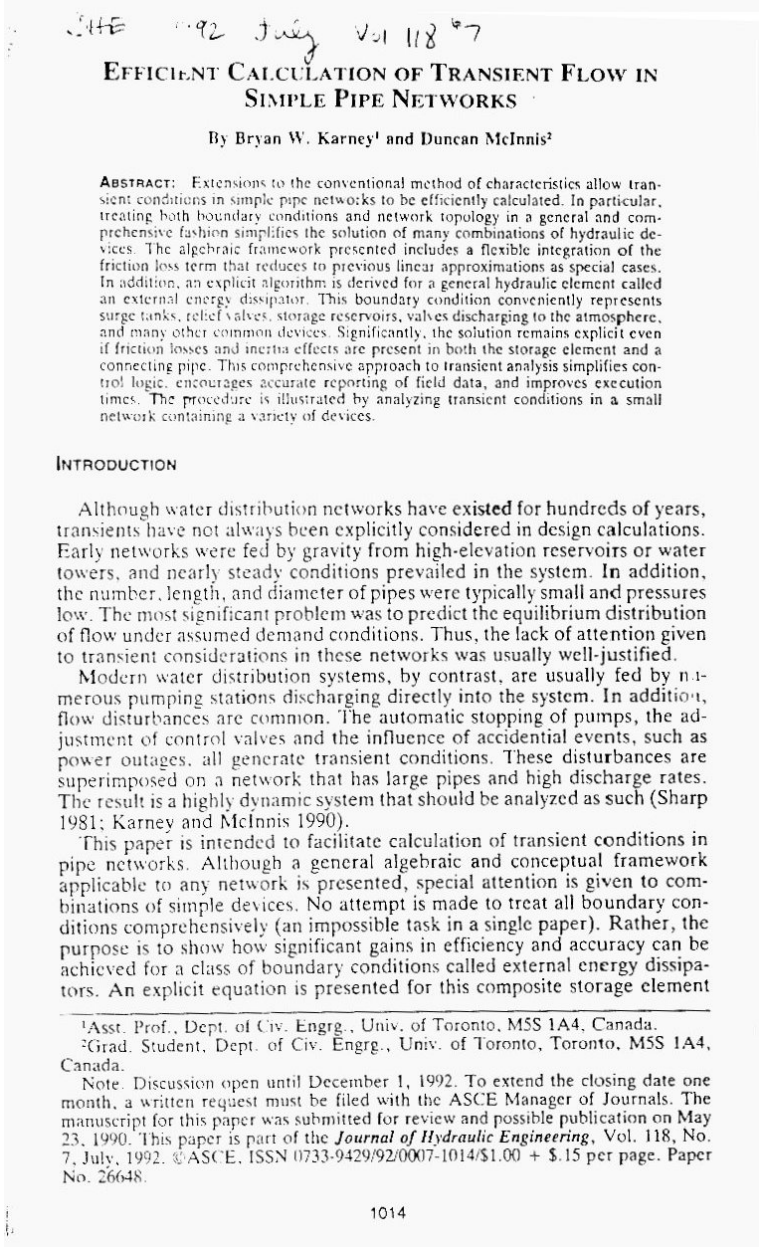 JHE '92 July Vol 118 #7
EFFICIENT CALCULATION OF TRANSIENT FLOW IN
SIMPLE PIPE NETWORKS
By Bryan W. Karney¹ and Duncan McInnis²
ABSTRACT: Extensions to the conventional method of characteristics allow tran-
sient conditions in simple pipe networks to be efficiently calculated. In particular,
treating both boundary conditions and network topology in a general and com-
prehensive fashion simplifies the solution of many combinations of hydraulic de-
vices. The algebraic framework presented includes a flexible integration of the
friction loss term that reduces to previous linear approximations as special cases.
In addition, an explicit algorithm is derived for a general hydraulic element called
an external energy dissipator. This boundary condition conveniently represents
surge tanks, relief valves, storage reservoirs, valves discharging to the atmosphere,
and many other common devices. Significantly, the solution remains explicit even
if friction losses and inertia effects are present in both the storage element and a
connecting pipe. This comprehensive approach to transient analysis simplifies con-
trol logic, encourages accurate reporting of field data, and improves execution
times. The procedure is illustrated by analyzing transient conditions in a small
network containing a variety of devices.
INTRODUCTION
Although water distribution networks have existed for hundreds of years,
transients have not always been explicitly considered in design calculations.
Early networks were fed by gravity from high-elevation reservoirs or water
towers, and nearly steady conditions prevailed in the system. In addition,
the number, length, and diameter of pipes were typically small and pressures
low. The most significant problem was to predict the equilibrium distribution
of flow under assumed demand conditions. Thus, the lack of attention given
to transient considerations in these networks was usually well-justified.
Modern water distribution systems, by contrast, are usually fed by nu-
merous pumping stations discharging directly into the system. In addition,
flow disturbances are common. The automatic stopping of pumps, the ad-
justment of control valves and the influence of accidential events, such as
power outages, all generate transient conditions. These disturbances are
superimposed on a network that has large pipes and high discharge rates.
The result is a highly dynamic system that should be analyzed as such (Sharp
1981; Karney and McInnis 1990).
This paper is intended to facilitate calculation of transient conditions in
pipe networks. Although a general algebraic and conceptual framework
applicable to any network is presented, special attention is given to com-
binations of simple devices. No attempt is made to treat all boundary con-
ditions comprehensively (an impossible task in a single paper). Rather, the
purpose is to show how significant gains in efficiency and accuracy can be
achieved for a class of boundary conditions called external energy dissipa-
tors. An explicit equation is presented for this composite storage element
¹Asst. Prof., Dept. of Civ. Engrg., Univ. of Toronto, M5S 1A4, Canada.
²Grad. Student, Dept. of Civ. Engrg., Univ. of Toronto, Toronto, M5S 1A4,
Canada.
Note. Discussion open until December 1, 1992. To extend the closing date one
month, a written request must be filed with the ASCE Manager of Journals. The
manuscript for this paper was submitted for review and possible publication on May
23, 1990. This paper is part of the Journal of Hydraulic Engineering, Vol. 118, No.
7, July, 1992. ©ASCE, ISSN 0733-9429/92/0007-1014/$1.00 + $.15 per page. Paper
No. 26648.
1014